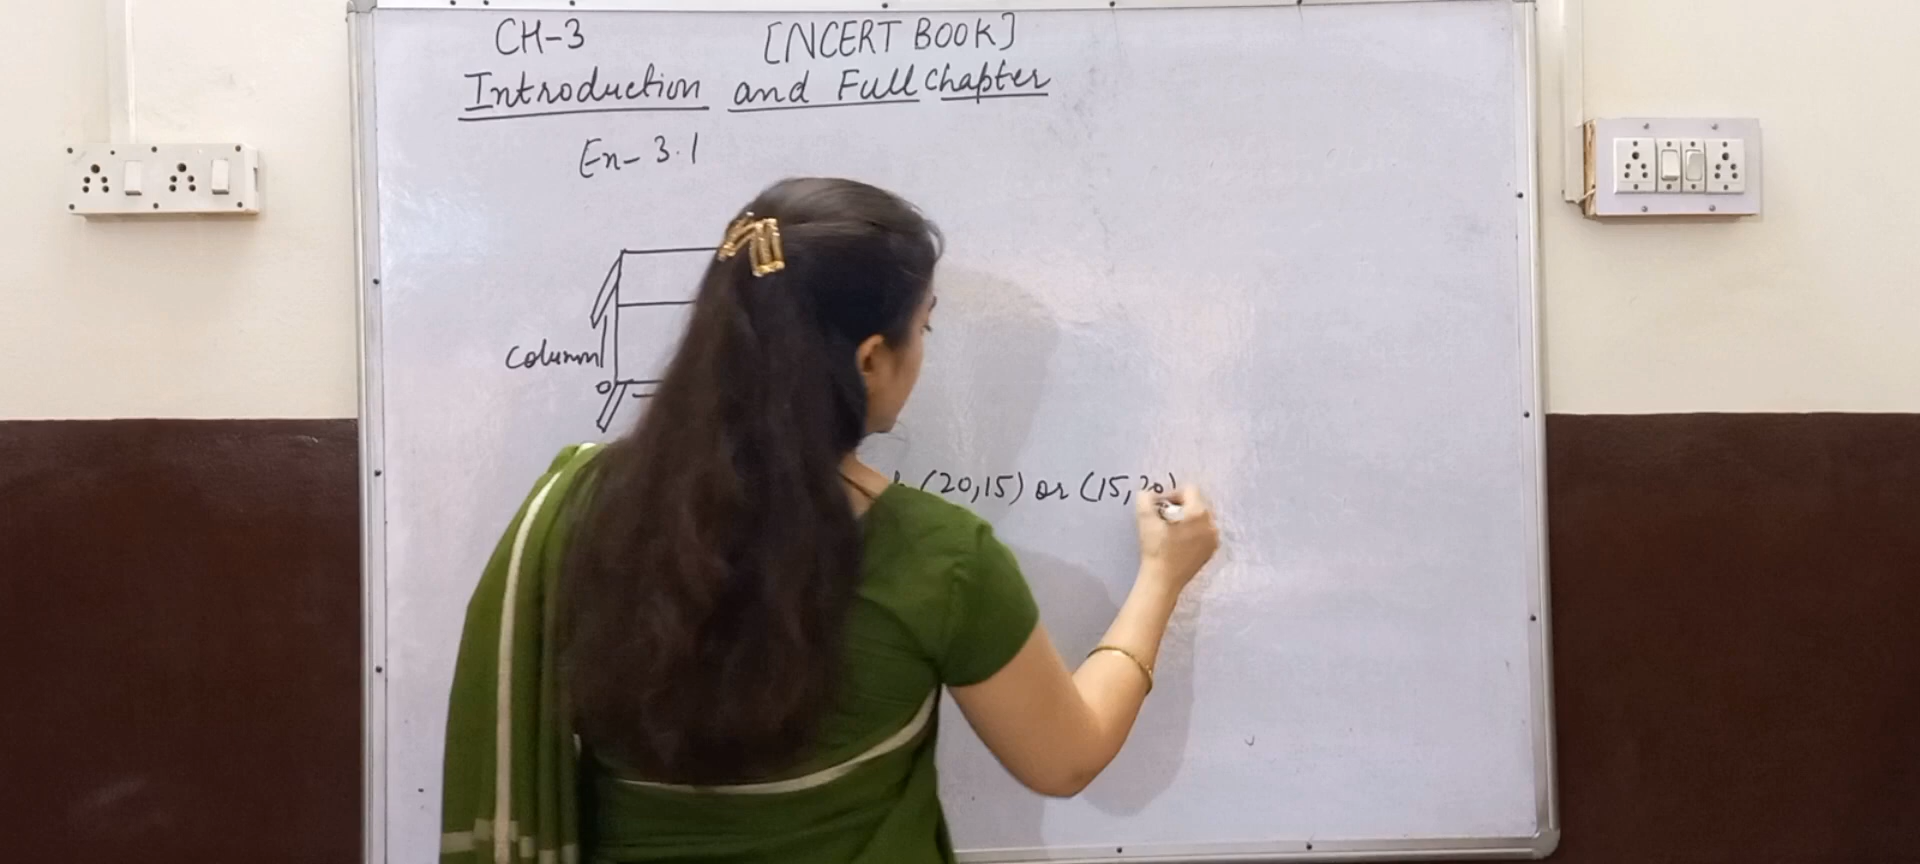 CH-3 [NCERT BOOK]
Introduction and Full Chapter
Ex- 3.1
Column
O
(20,15) or (15,20)